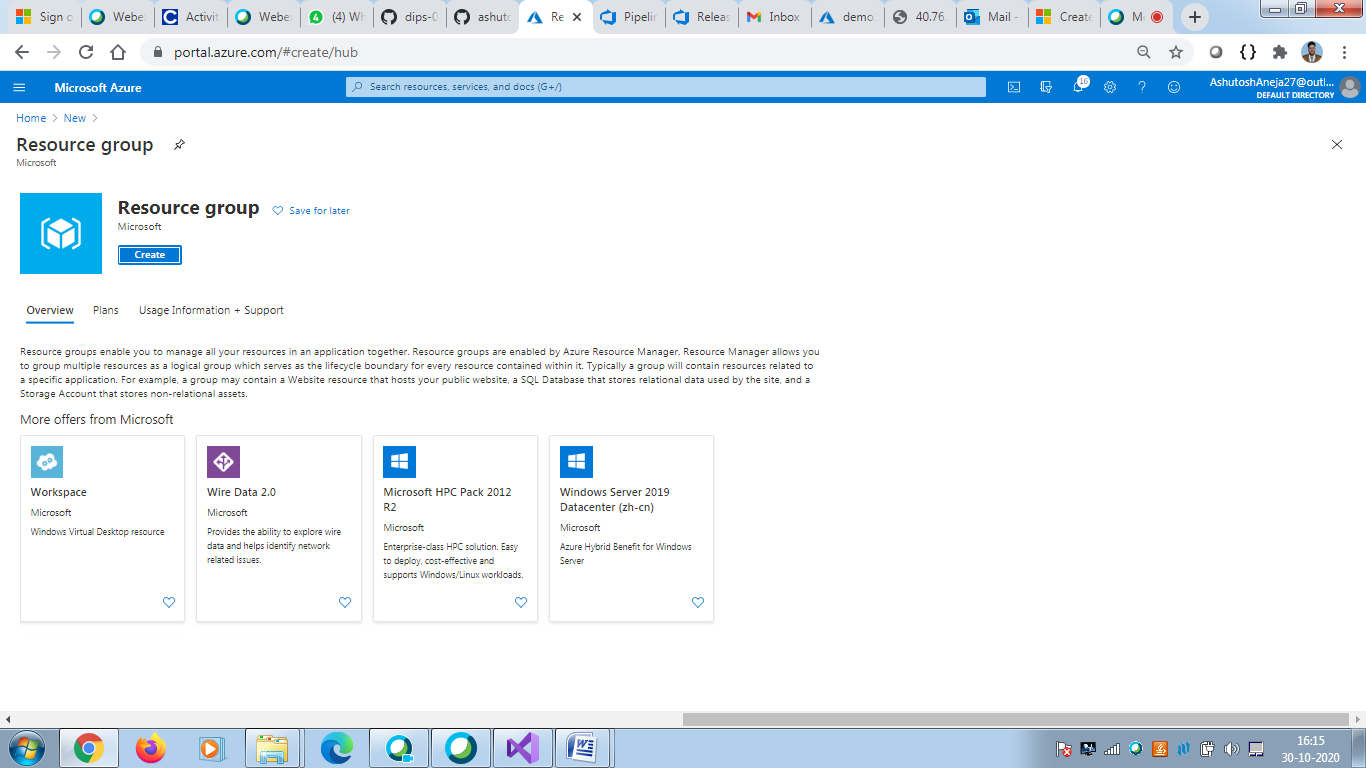 Sign o
Webex
Activit
Webex
(4) Wh
dips-0
ashuto
Re
Pipelin
Releas
Inbox
demo
40.76.
Mail -
Create
Me
portal.azure.com/#create/hub
Microsoft Azure
Search resources, services, and docs (G+/)
16
AshutoshAneja27@outl...
DEFAULT DIRECTORY
Home > New >
Resource group
Microsoft
Resource group
Save for later
Microsoft
Create
Overview
Plans
Usage Information + Support
Resource groups enable you to manage all your resources in an application together. Resource groups are enabled by Azure Resource Manager. Resource Manager allows you
to group multiple resources as a logical group which serves as the lifecycle boundary for every resource contained within it. Typically a group will contain resources related to
a specific application. For example, a group may contain a Website resource that hosts your public website, a SQL Database that stores relational data used by the site, and a
Storage Account that stores non-relational assets.
More offers from Microsoft
Workspace
Microsoft
Windows Virtual Desktop resource
Wire Data 2.0
Microsoft
Provides the ability to explore wire
data and helps identify network
related issues.
Microsoft HPC Pack 2012
R2
Microsoft
Enterprise-class HPC solution. Easy
to deploy, cost-effective and
supports Windows/Linux workloads.
Windows Server 2019
Datacenter (zh-cn)
Microsoft
Azure Hybrid Benefit for Windows
Server
16:15
30-10-2020